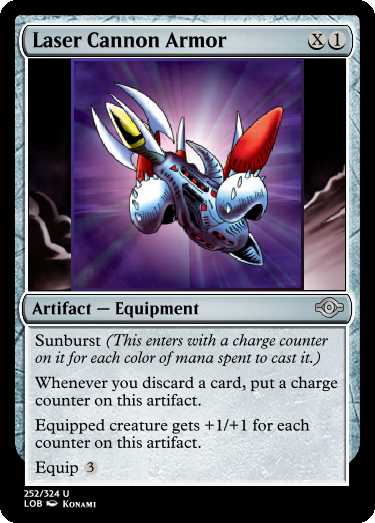 Laser Cannon Armor X 1
Artifact — Equipment
Sunburst (This enters with a charge counter
on it for each color of mana spent to cast it.)
Whenever you discard a card, put a charge
counter on this artifact.
Equipped creature gets +1/+1 for each
counter on this artifact.
Equip 3
252/324 U
LOB Konami